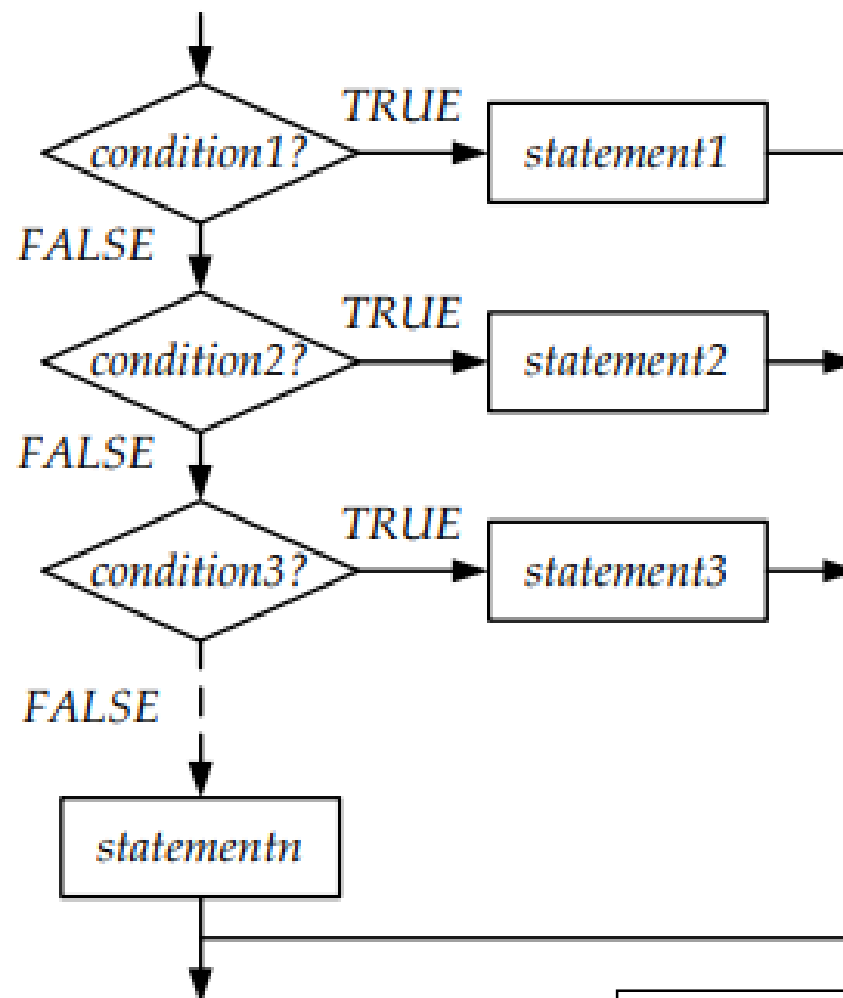 TRUE
condition1?
statement1
FALSE
TRUE
condition2?
statement2
FALSE
TRUE
condition3?
statement3
FALSE
statementn